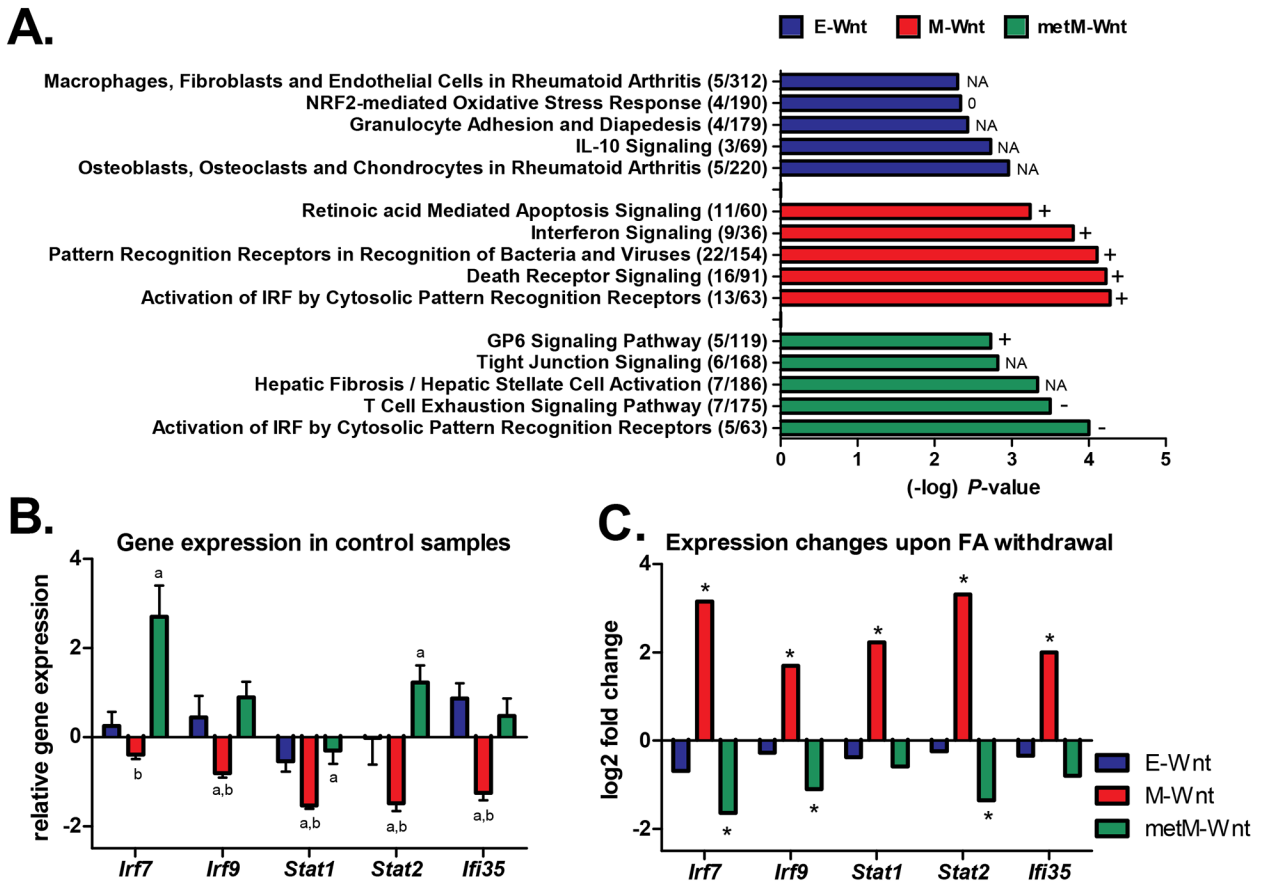 A.
E-Wnt M-Wnt metM-Wnt
Macrophages, Fibroblasts and Endothelial Cells in Rheumatoid Arthritis (5/312) NA
NRF2-mediated Oxidative Stress Response (4/190) 0
Granulocyte Adhesion and Diapedesis (4/179) NA
IL-10 Signaling (3/69) NA
Osteoblasts, Osteoclasts and Chondrocytes in Rheumatoid Arthritis (5/220) NA
Retinoic acid Mediated Apoptosis Signaling (11/60) +
Interferon Signaling (9/36) +
Pattern Recognition Receptors in Recognition of Bacteria and Viruses (22/154) +
Death Receptor Signaling (16/91) +
Activation of IRF by Cytosolic Pattern Recognition Receptors (13/63) +
GP6 Signaling Pathway (5/119) +
Tight Junction Signaling (6/168) NA
Hepatic Fibrosis / Hepatic Stellate Cell Activation (7/186) NA
T Cell Exhaustion Signaling Pathway (7/175) -
Activation of IRF by Cytosolic Pattern Recognition Receptors (5/63) -
0 1 2 3 4 5
(-log) P-value
B.
Gene expression in control samples
relative gene expression
4
2
0
-2
a
b
a,b
a,b
a
a
a,b
a,b
Irf7 Irf9 Stat1 Stat2 Ifi35
C.
Expression changes upon FA withdrawal
log2 fold change
4
2
0
-2
* * * * *
* * *
Irf7 Irf9 Stat1 Stat2 Ifi35
E-Wnt
M-Wnt
metM-Wnt